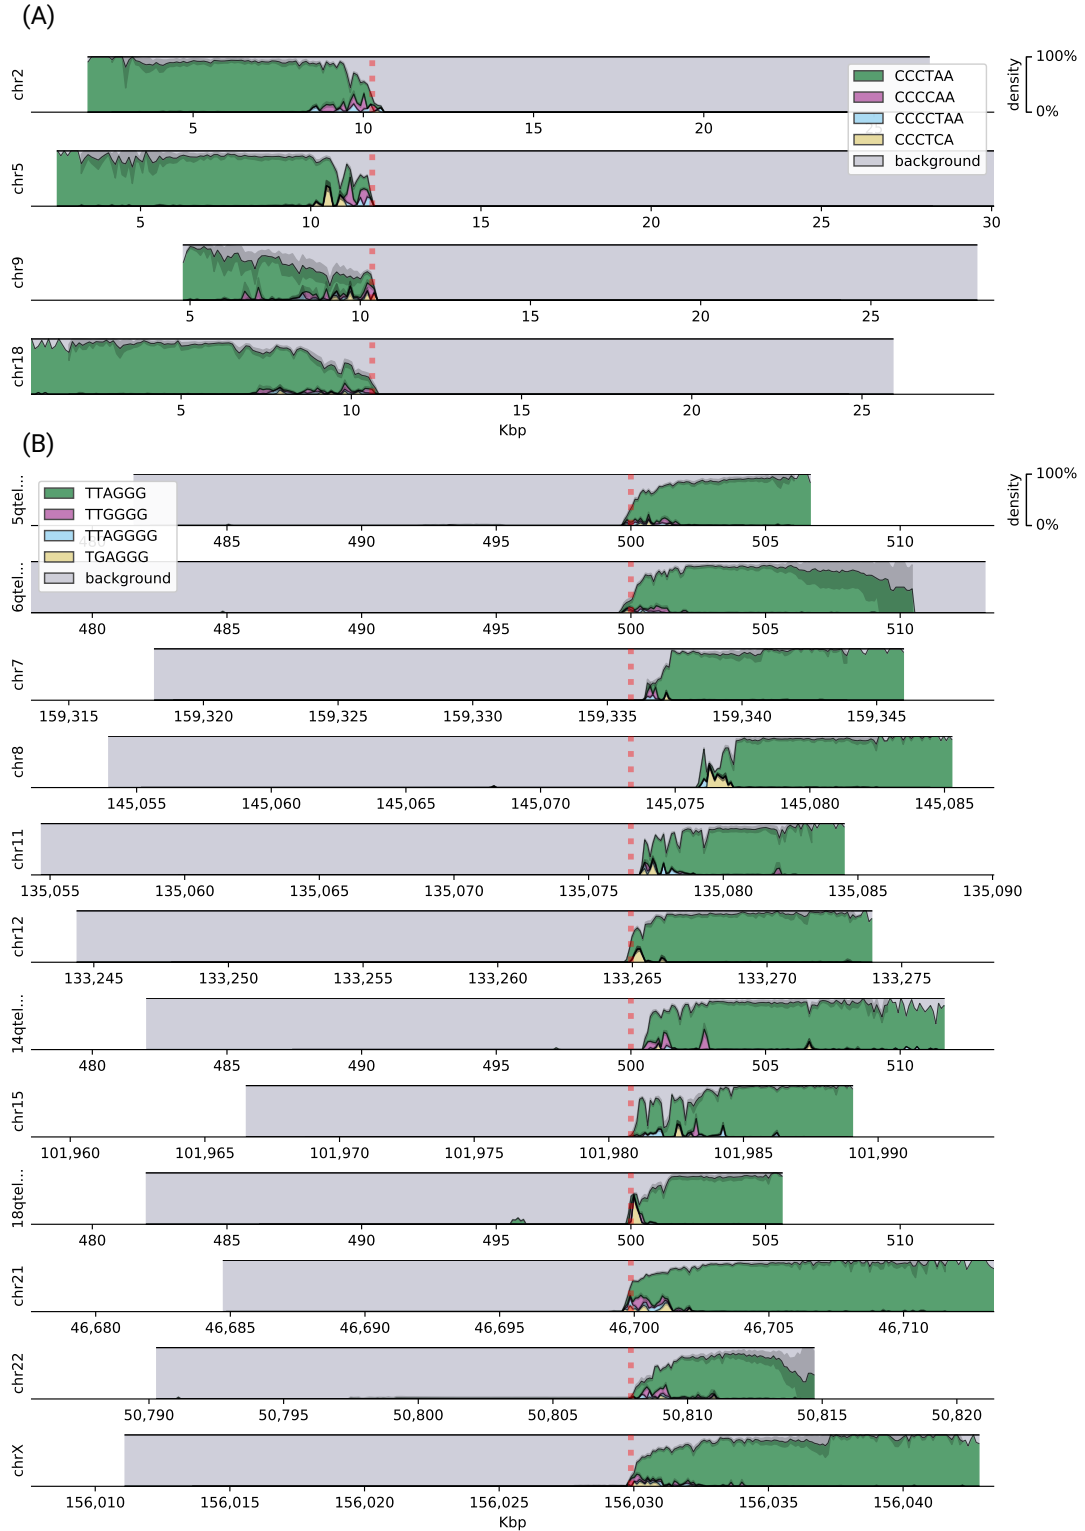 (A)
chr2
5 10 15 20 25
CCCTAA
CCCCAA
CCCCTAA
CCCTCA
background
density
100%
0%
chr5
5 10 15 20 25 30
chr9
5 10 15 20 25
chr18
5 10 15 20 25
Kbp
(B)
5qtel...
480 485 490 495 500 505 510
TTAGGG
TTGGGG
TTAGGGG
TGAGGG
background
density
100%
0%
6qtel...
480 485 490 495 500 505 510
chr7
159,315 159,320 159,325 159,330 159,335 159,340 159,345
chr8
145,055 145,060 145,065 145,070 145,075 145,080 145,085
chr11
135,055 135,060 135,065 135,070 135,075 135,080 135,085 135,090
chr12
133,245 133,250 133,255 133,260 133,265 133,270 133,275
14qtel...
480 485 490 495 500 505 510
chr15
101,960 101,965 101,970 101,975 101,980 101,985 101,990
18qtel...
480 485 490 495 500 505 510
chr21
46,680 46,685 46,690 46,695 46,700 46,705 46,710
chr22
50,790 50,795 50,800 50,805 50,810 50,815 50,820
chrX
156,010 156,015 156,020 156,025 156,030 156,035 156,040
Kbp